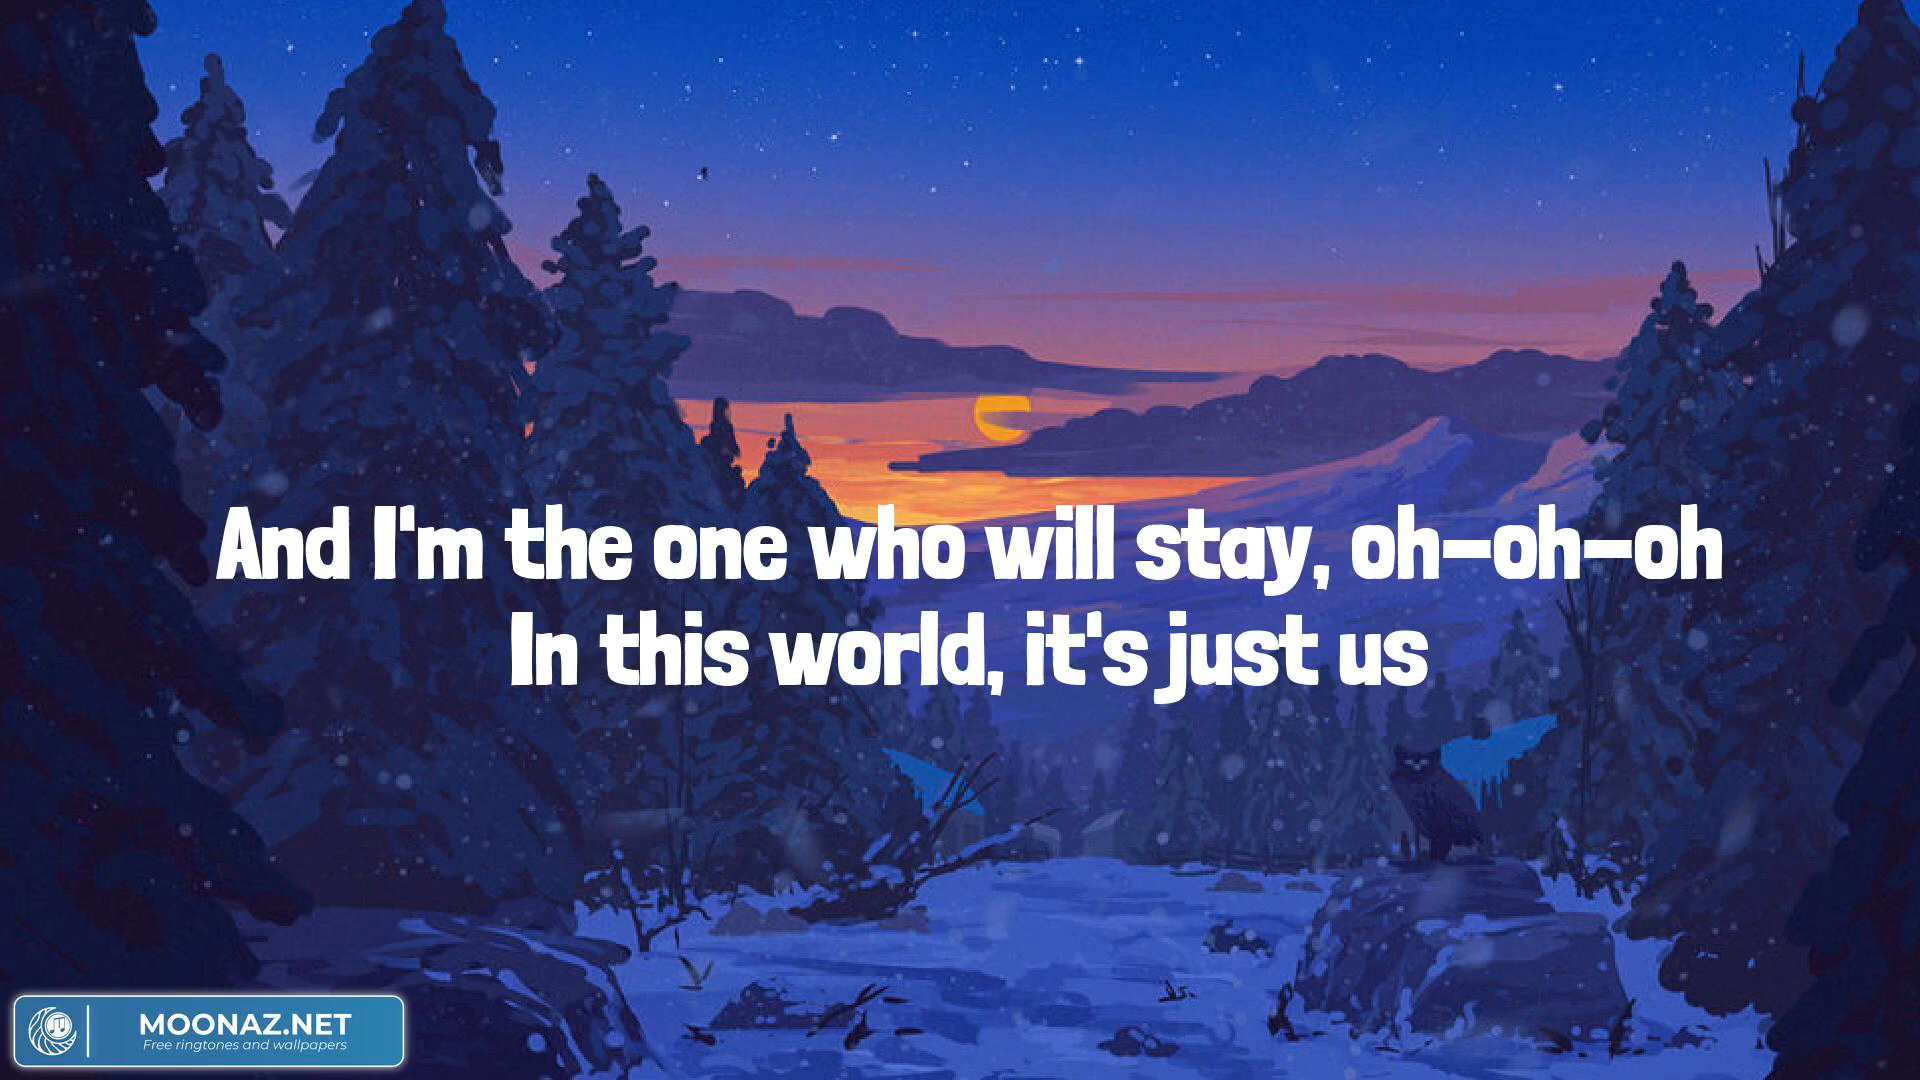 And I'm the one who will stay, oh-oh-oh
In this world, it's just us
MOONAZ.NET
Free ringtones and wallpapers